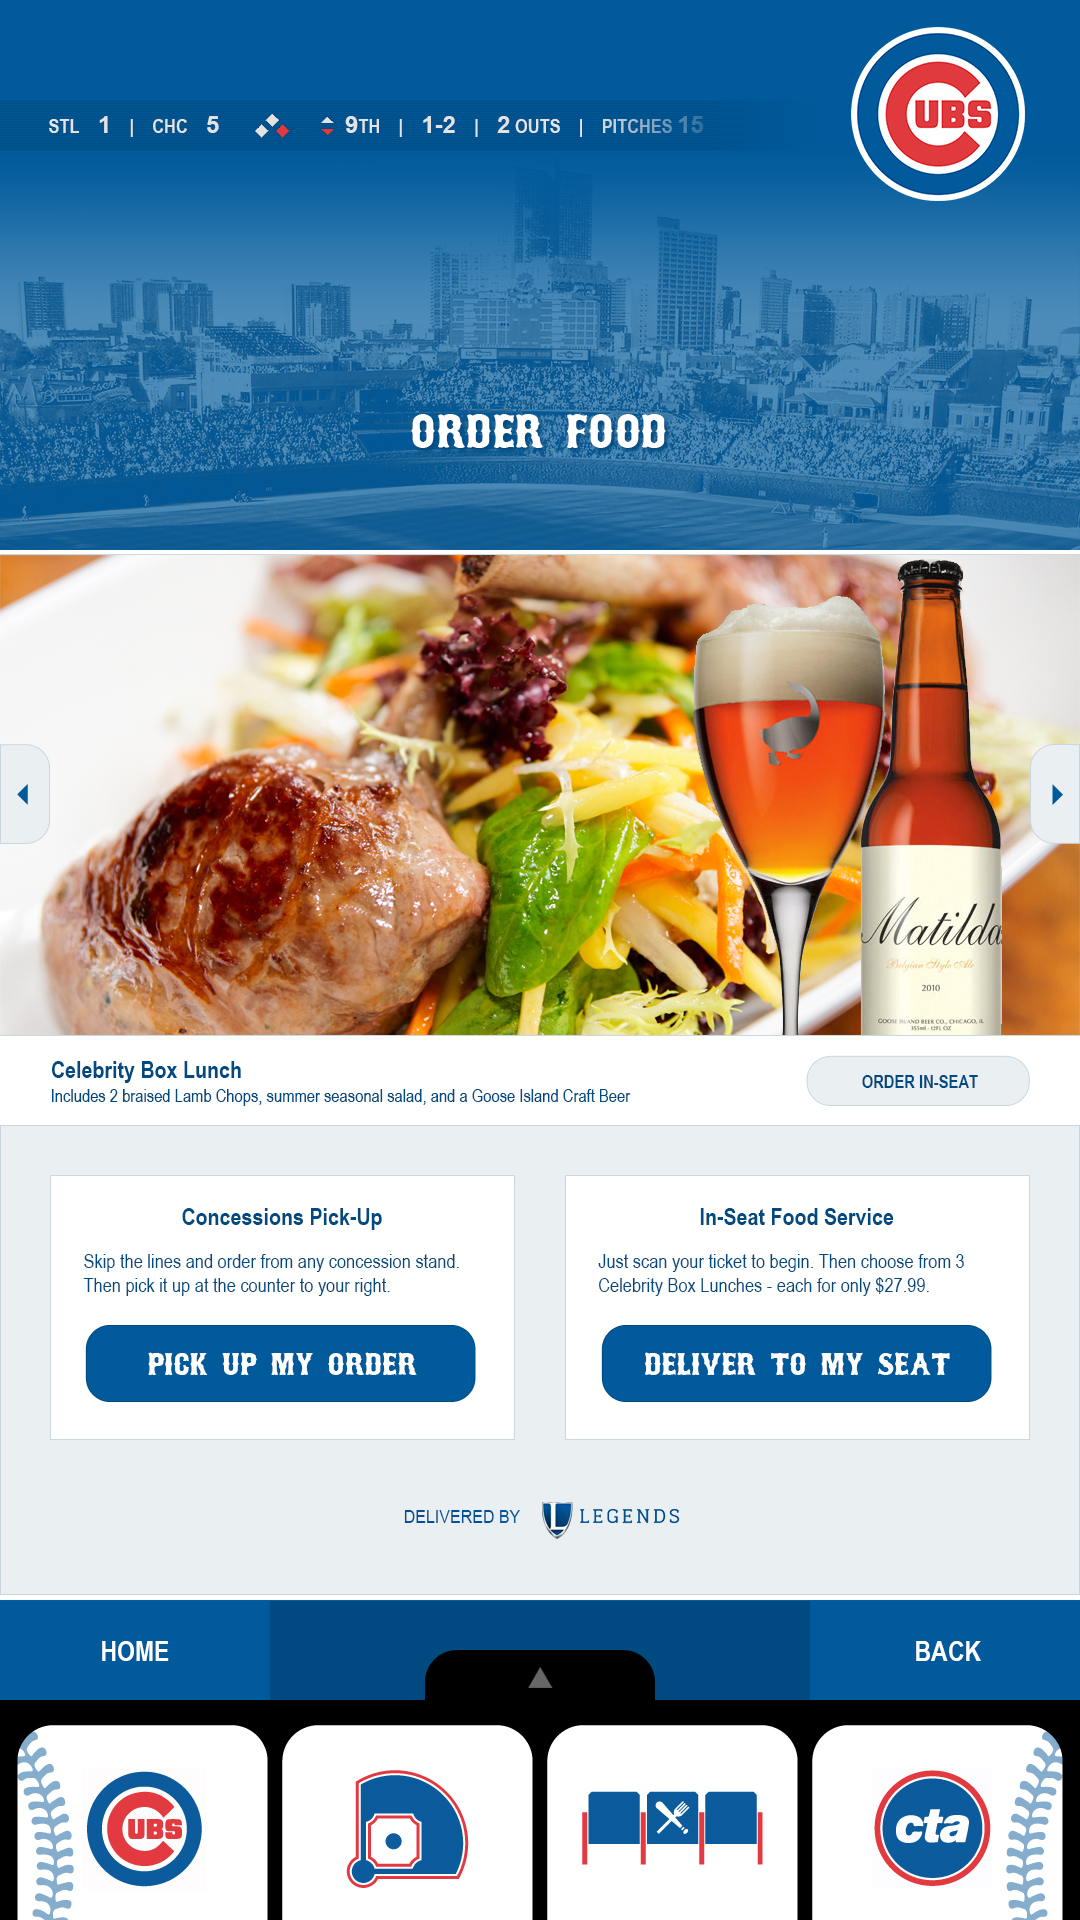 STL 1 | CHC 5 9TH | 1-2 | 2 OUTS | PITCHES 15
CUBS
ORDER FOOD
Matilda
Belgian Style Ale
2010
GOOSE ISLAND BEER CO., CHICAGO, IL
355ml - 12FL OZ
Celebrity Box Lunch
Includes 2 braised Lamb Chops, summer seasonal salad, and a Goose Island Craft Beer
ORDER IN-SEAT
Concessions Pick-Up
Skip the lines and order from any concession stand.
Then pick it up at the counter to your right.
PICK UP MY ORDER
In-Seat Food Service
Just scan your ticket to begin. Then choose from 3
Celebrity Box Lunches - each for only $27.99.
DELIVER TO MY SEAT
DELIVERED BY L LEGENDS
HOME
BACK
CUBS
cta